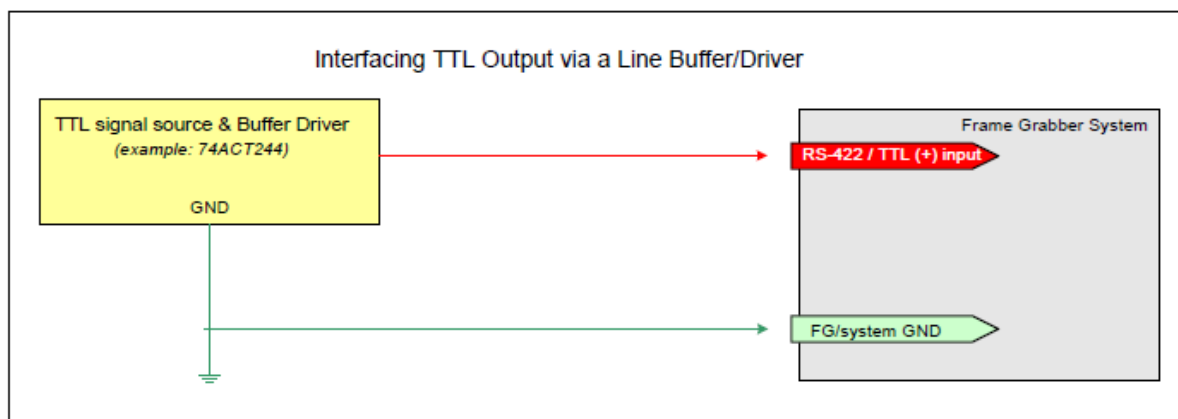 Interfacing TTL Output via a Line Buffer/Driver
TTL signal source & Buffer Driver
(example: 74ACT244)
GND
Frame Grabber System
RS-422 / TTL (+) input
FG/system GND